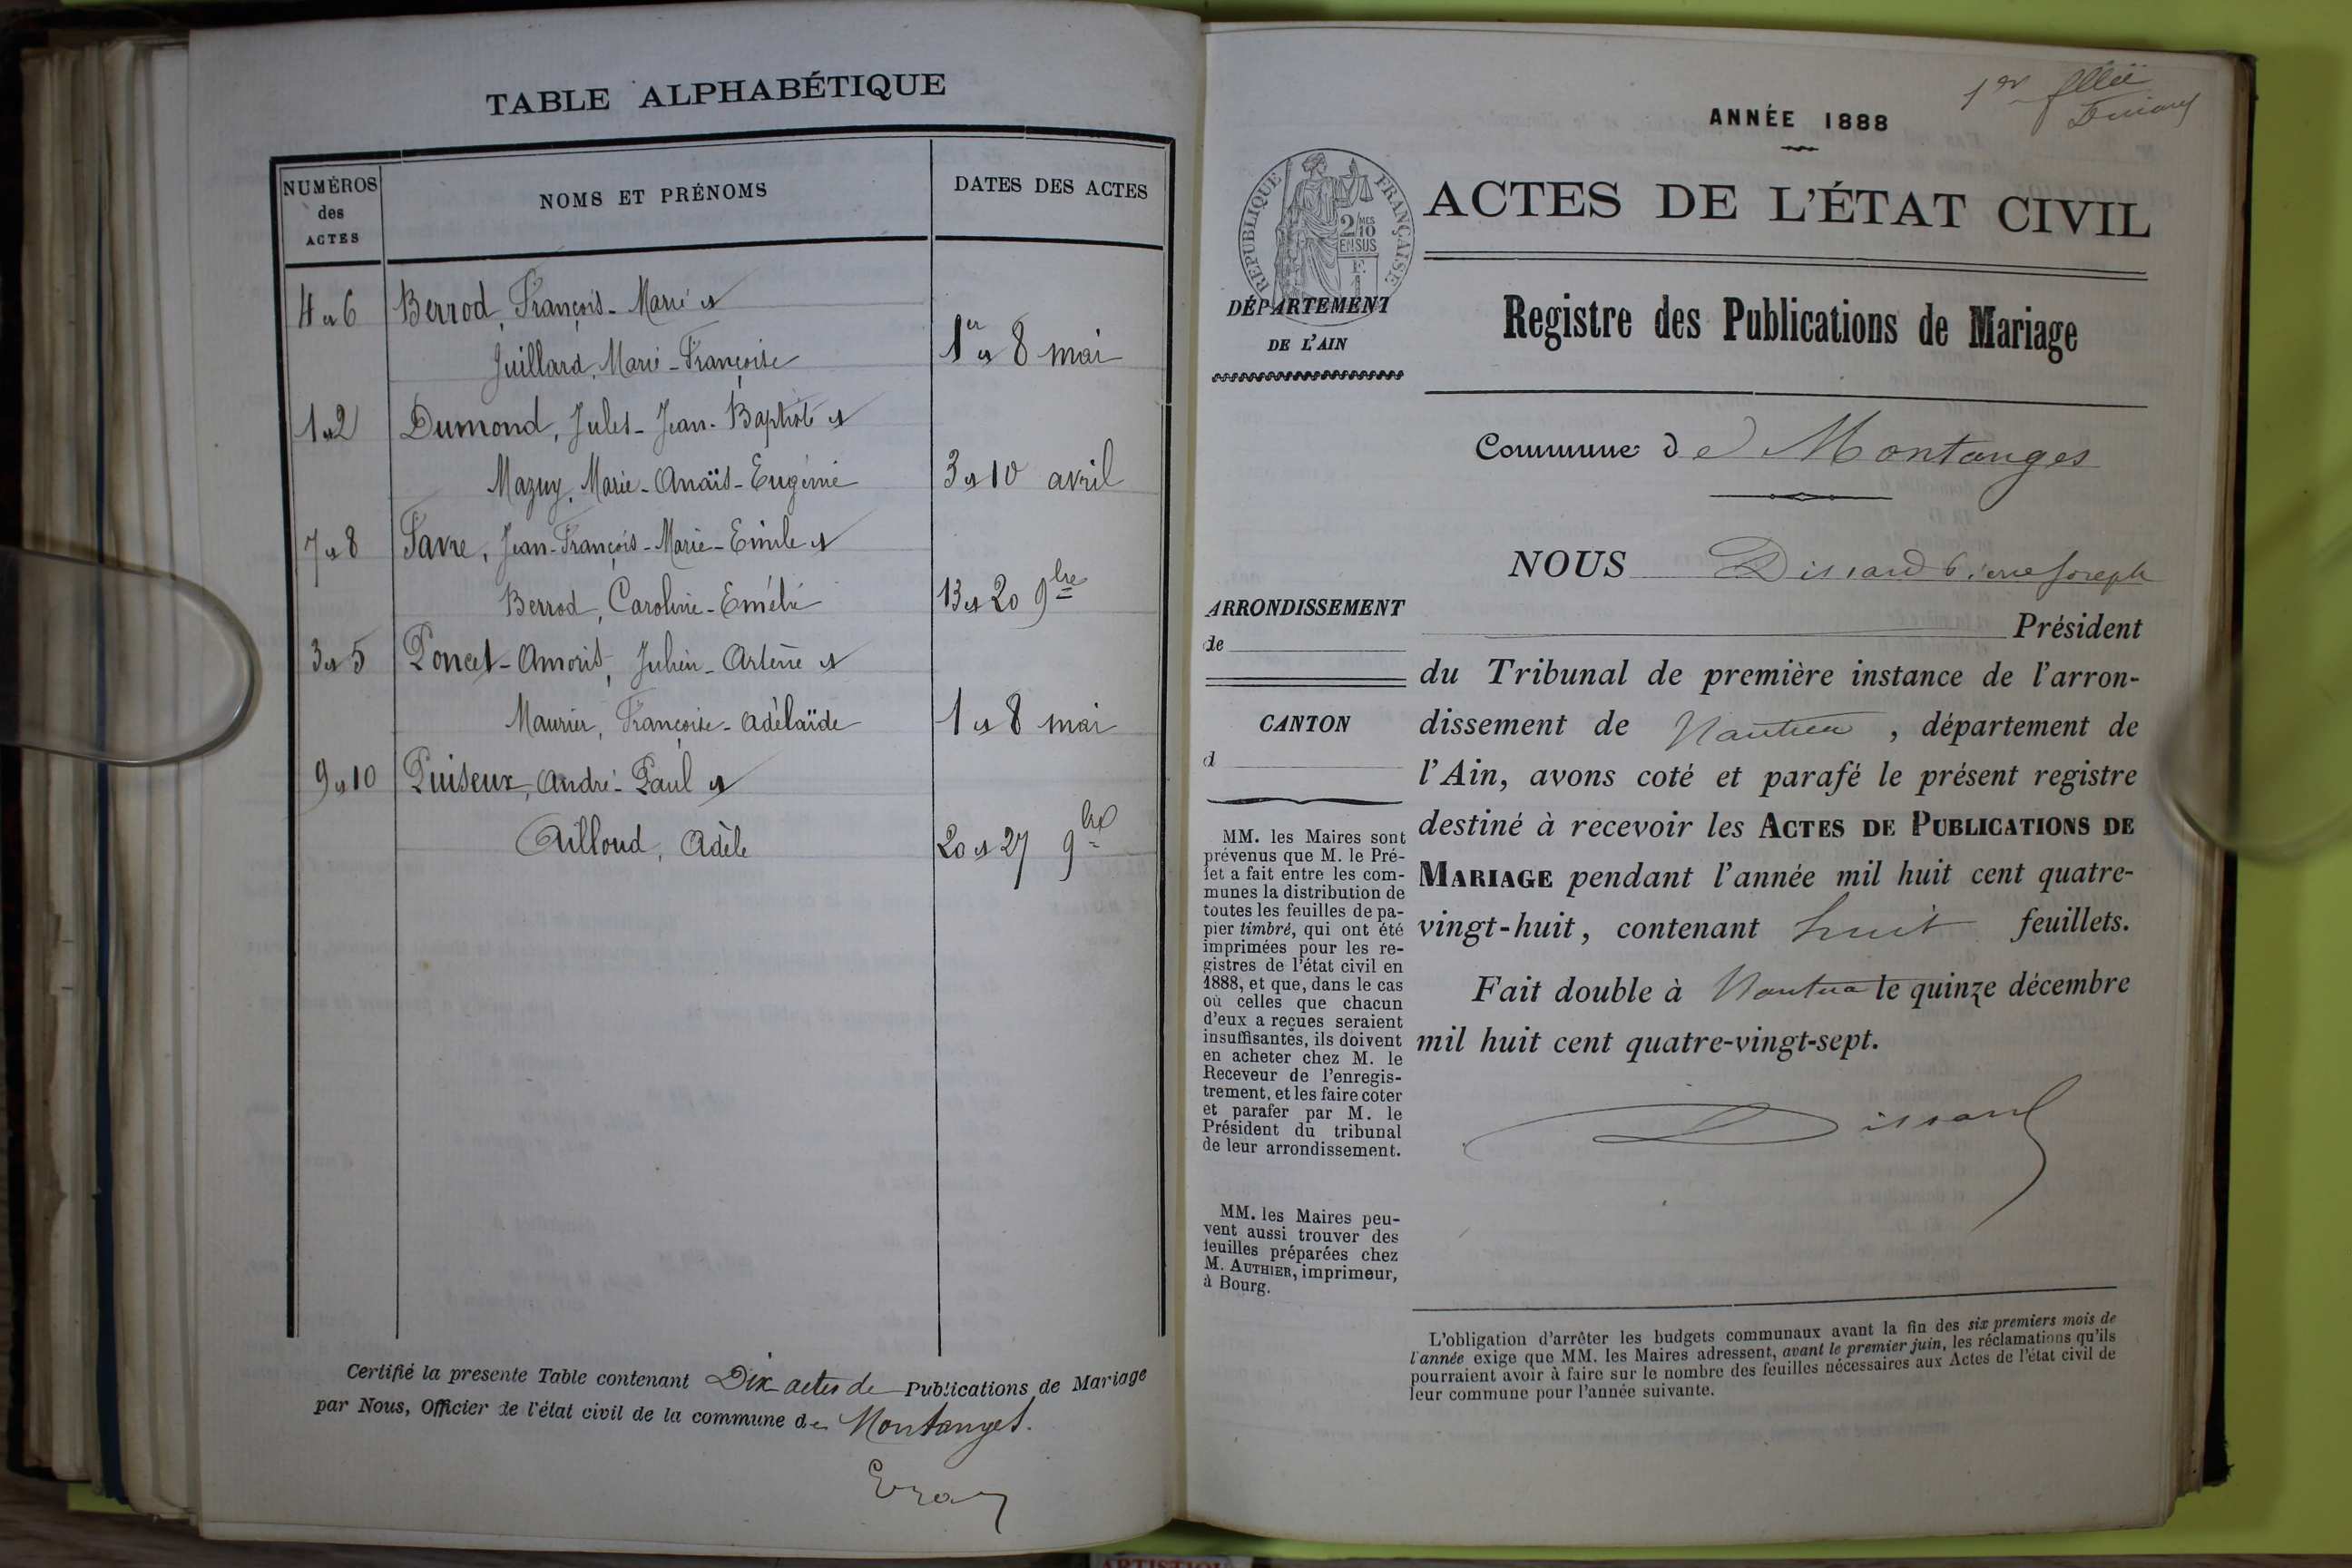 TABLE ALPHABÉTIQUE
NUMÉROS
des
ACTES
NOMS ET PRÉNOMS
DATES DES ACTES
4 et 6 Berrod, François-Marie et
Juillard, Marie-Françoise 1er et 8 mai
1 et 2 Dumond, Jules-Jean-Baptiste et
Mazuy, Marie-Anaïs-Eugénie 3 et 10 avril
7 et 8 Favre, Jean-François-Marie-Emile et
Berrod, Caroline-Emélie 13 et 20 9bre
3 et 5 Poncet-Amoris, Julien-Artène et
Maurier, Françoise-Adélaïde 1 et 8 mai
9 et 10 Puiseux, André-Paul et
Ailloud, Adèle 20 et 27 9bre
Certifié la presente Table contenant Dix actes de Publications de Mariage
par Nous, Officier de l'état civil de la commune de Montanges.
1er
ANNÉE 1888
RÉPUBLIQUE FRANÇAISE
2/10
MES
EN SUS
F
1
ACTES DE L'ÉTAT CIVIL
DÉPARTEMENT
DE L'AIN
Registre des Publications de Mariage
Commune de Montanges
NOUS Dissard Pierre Joseph
Président
du Tribunal de première instance de l'arron-
dissement de Nantua, département de
l'Ain, avons coté et parafé le présent registre
destiné à recevoir les ACTES DE PUBLICATIONS DE
MARIAGE pendant l'année mil huit cent quatre-
vingt-huit, contenant huit feuillets.
Fait double à Nantua le quinze décembre
mil huit cent quatre-vingt-sept.
Dissard
ARRONDISSEMENT
de
CANTON
d
MM. les Maires sont
prévenus que M. le Pré-
fet a fait entre les com-
munes la distribution de
toutes les feuilles de pa-
pier timbré, qui ont été
imprimées pour les re-
gistres de l'état civil en
1888, et que, dans le cas
où celles que chacun
d'eux a reçues seraient
insuffisantes, ils doivent
en acheter chez M. le
Receveur de l'enregis-
trement, et les faire coter
et parafer par M. le
Président du tribunal
de leur arrondissement.
MM. les Maires peu-
vent aussi trouver des
feuilles préparées chez
M. AUTHIER, imprimeur,
à Bourg.
L'obligation d'arrêter les budgets communaux avant la fin des six premiers mois de
l'année exige que MM. les Maires adressent, avant le premier juin, les réclamations qu'ils
pourraient avoir à faire sur le nombre des feuilles nécessaires aux Actes de l'état civil de
leur commune pour l'année suivante.